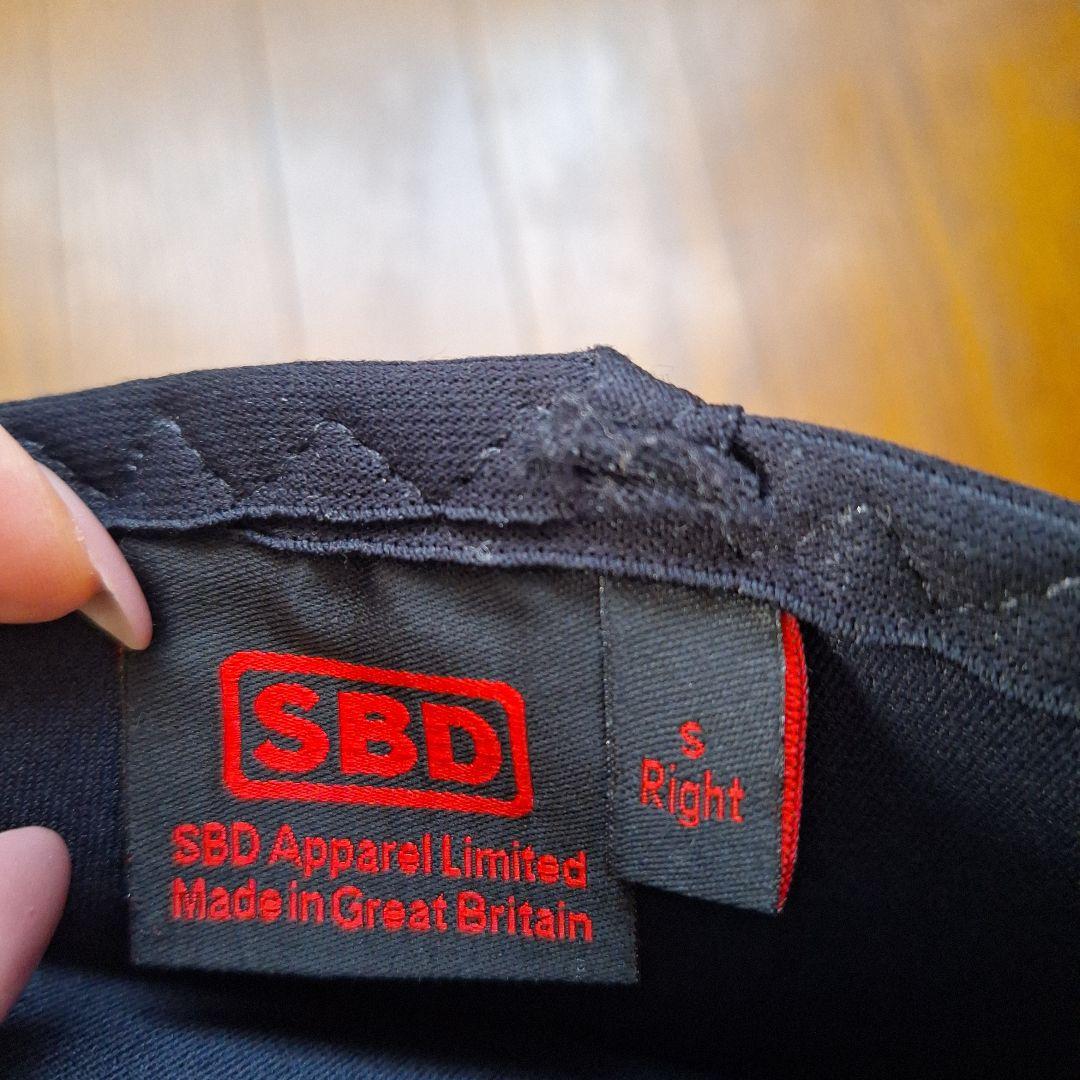 SBD
SBD Apparel Limited
Made in Great Britain
S
Right